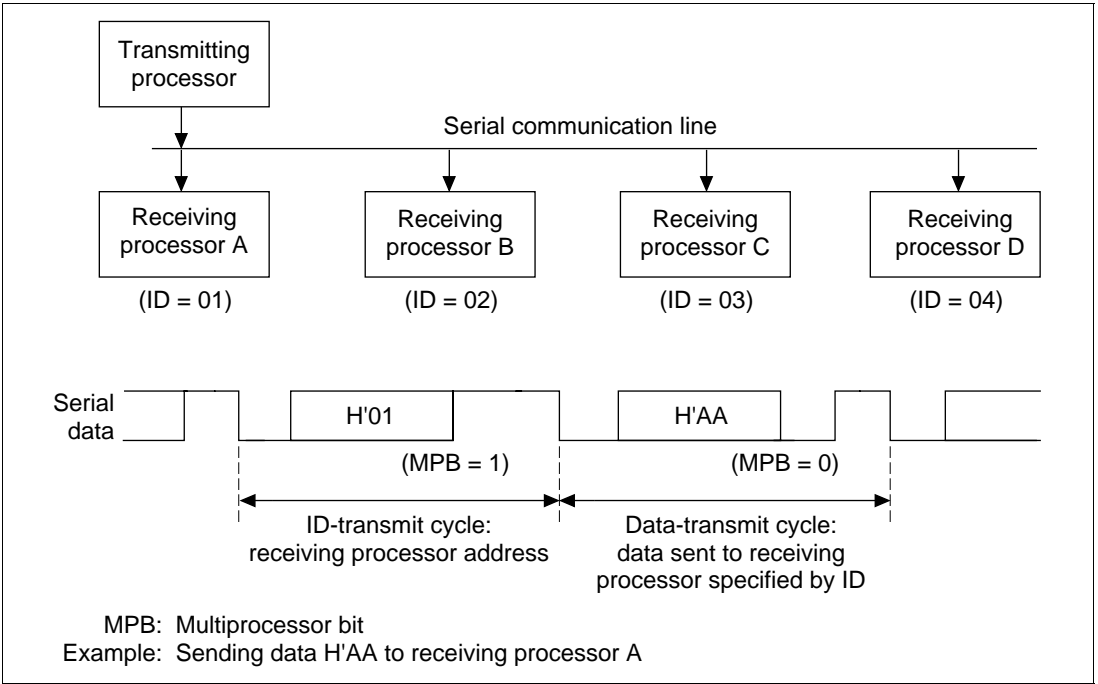 Transmitting
processor
Serial communication line
Receiving
processor A
Receiving
processor B
Receiving
processor C
Receiving
processor D
(ID = 01)
(ID = 02)
(ID = 03)
(ID = 04)
Serial
data
H'01
H'AA
(MPB = 1)
(MPB = 0)
ID-transmit cycle:
receiving processor address
Data-transmit cycle:
data sent to receiving
processor specified by ID
MPB: Multiprocessor bit
Example: Sending data H'AA to receiving processor A